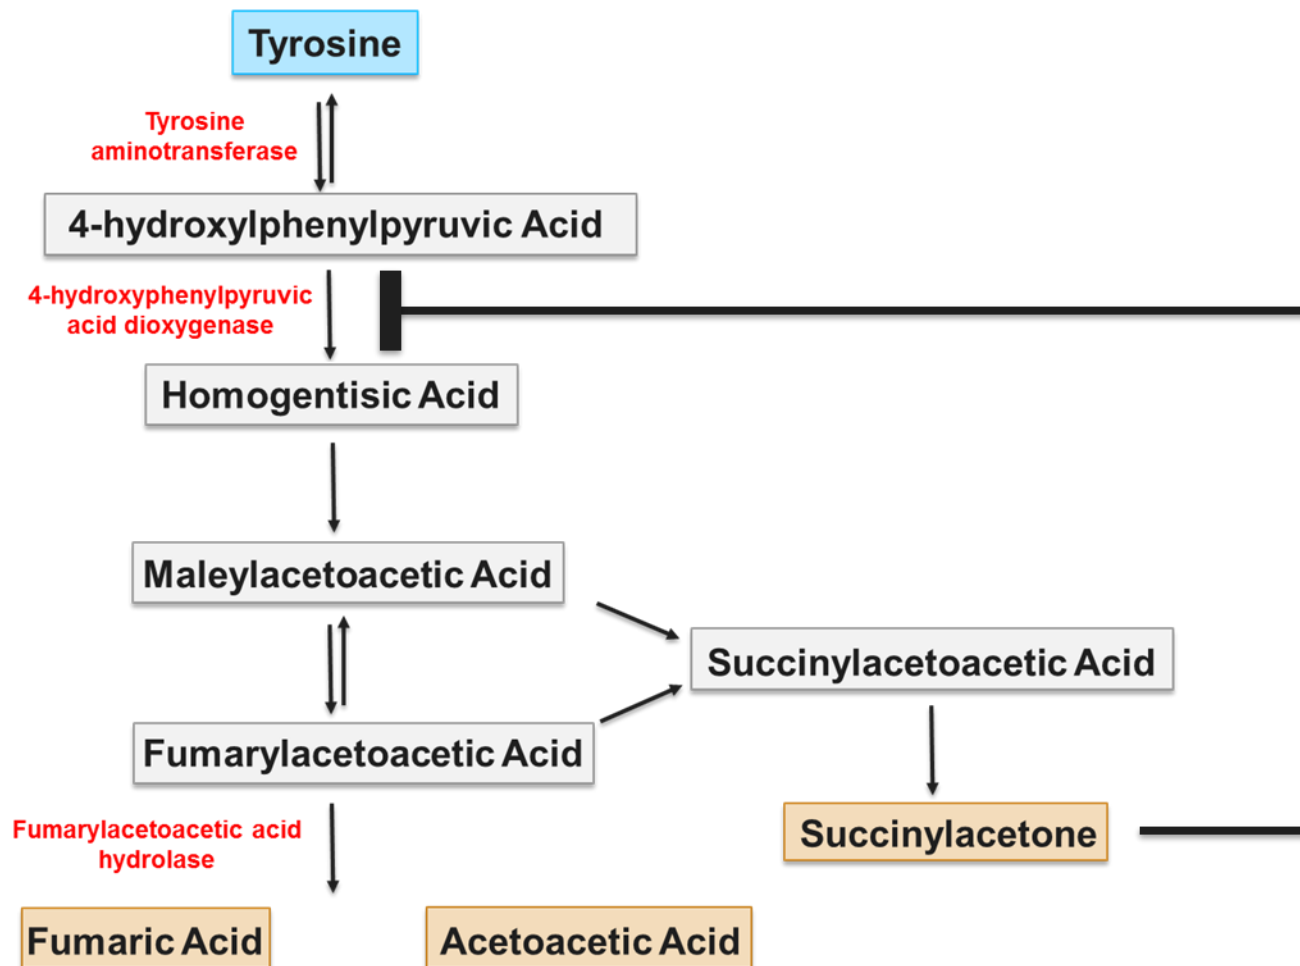 Tyrosine
Tyrosine
aminotransferase
4-hydroxylphenylpyruvic Acid
4-hydroxyphenylpyruvic
acid dioxygenase
Homogentisic Acid
Maleylacetoacetic Acid
Succinylacetoacetic Acid
Fumarylacetoacetic Acid
Fumarylacetoacetic acid
hydrolase
Succinylacetone
Fumaric Acid
Acetoacetic Acid